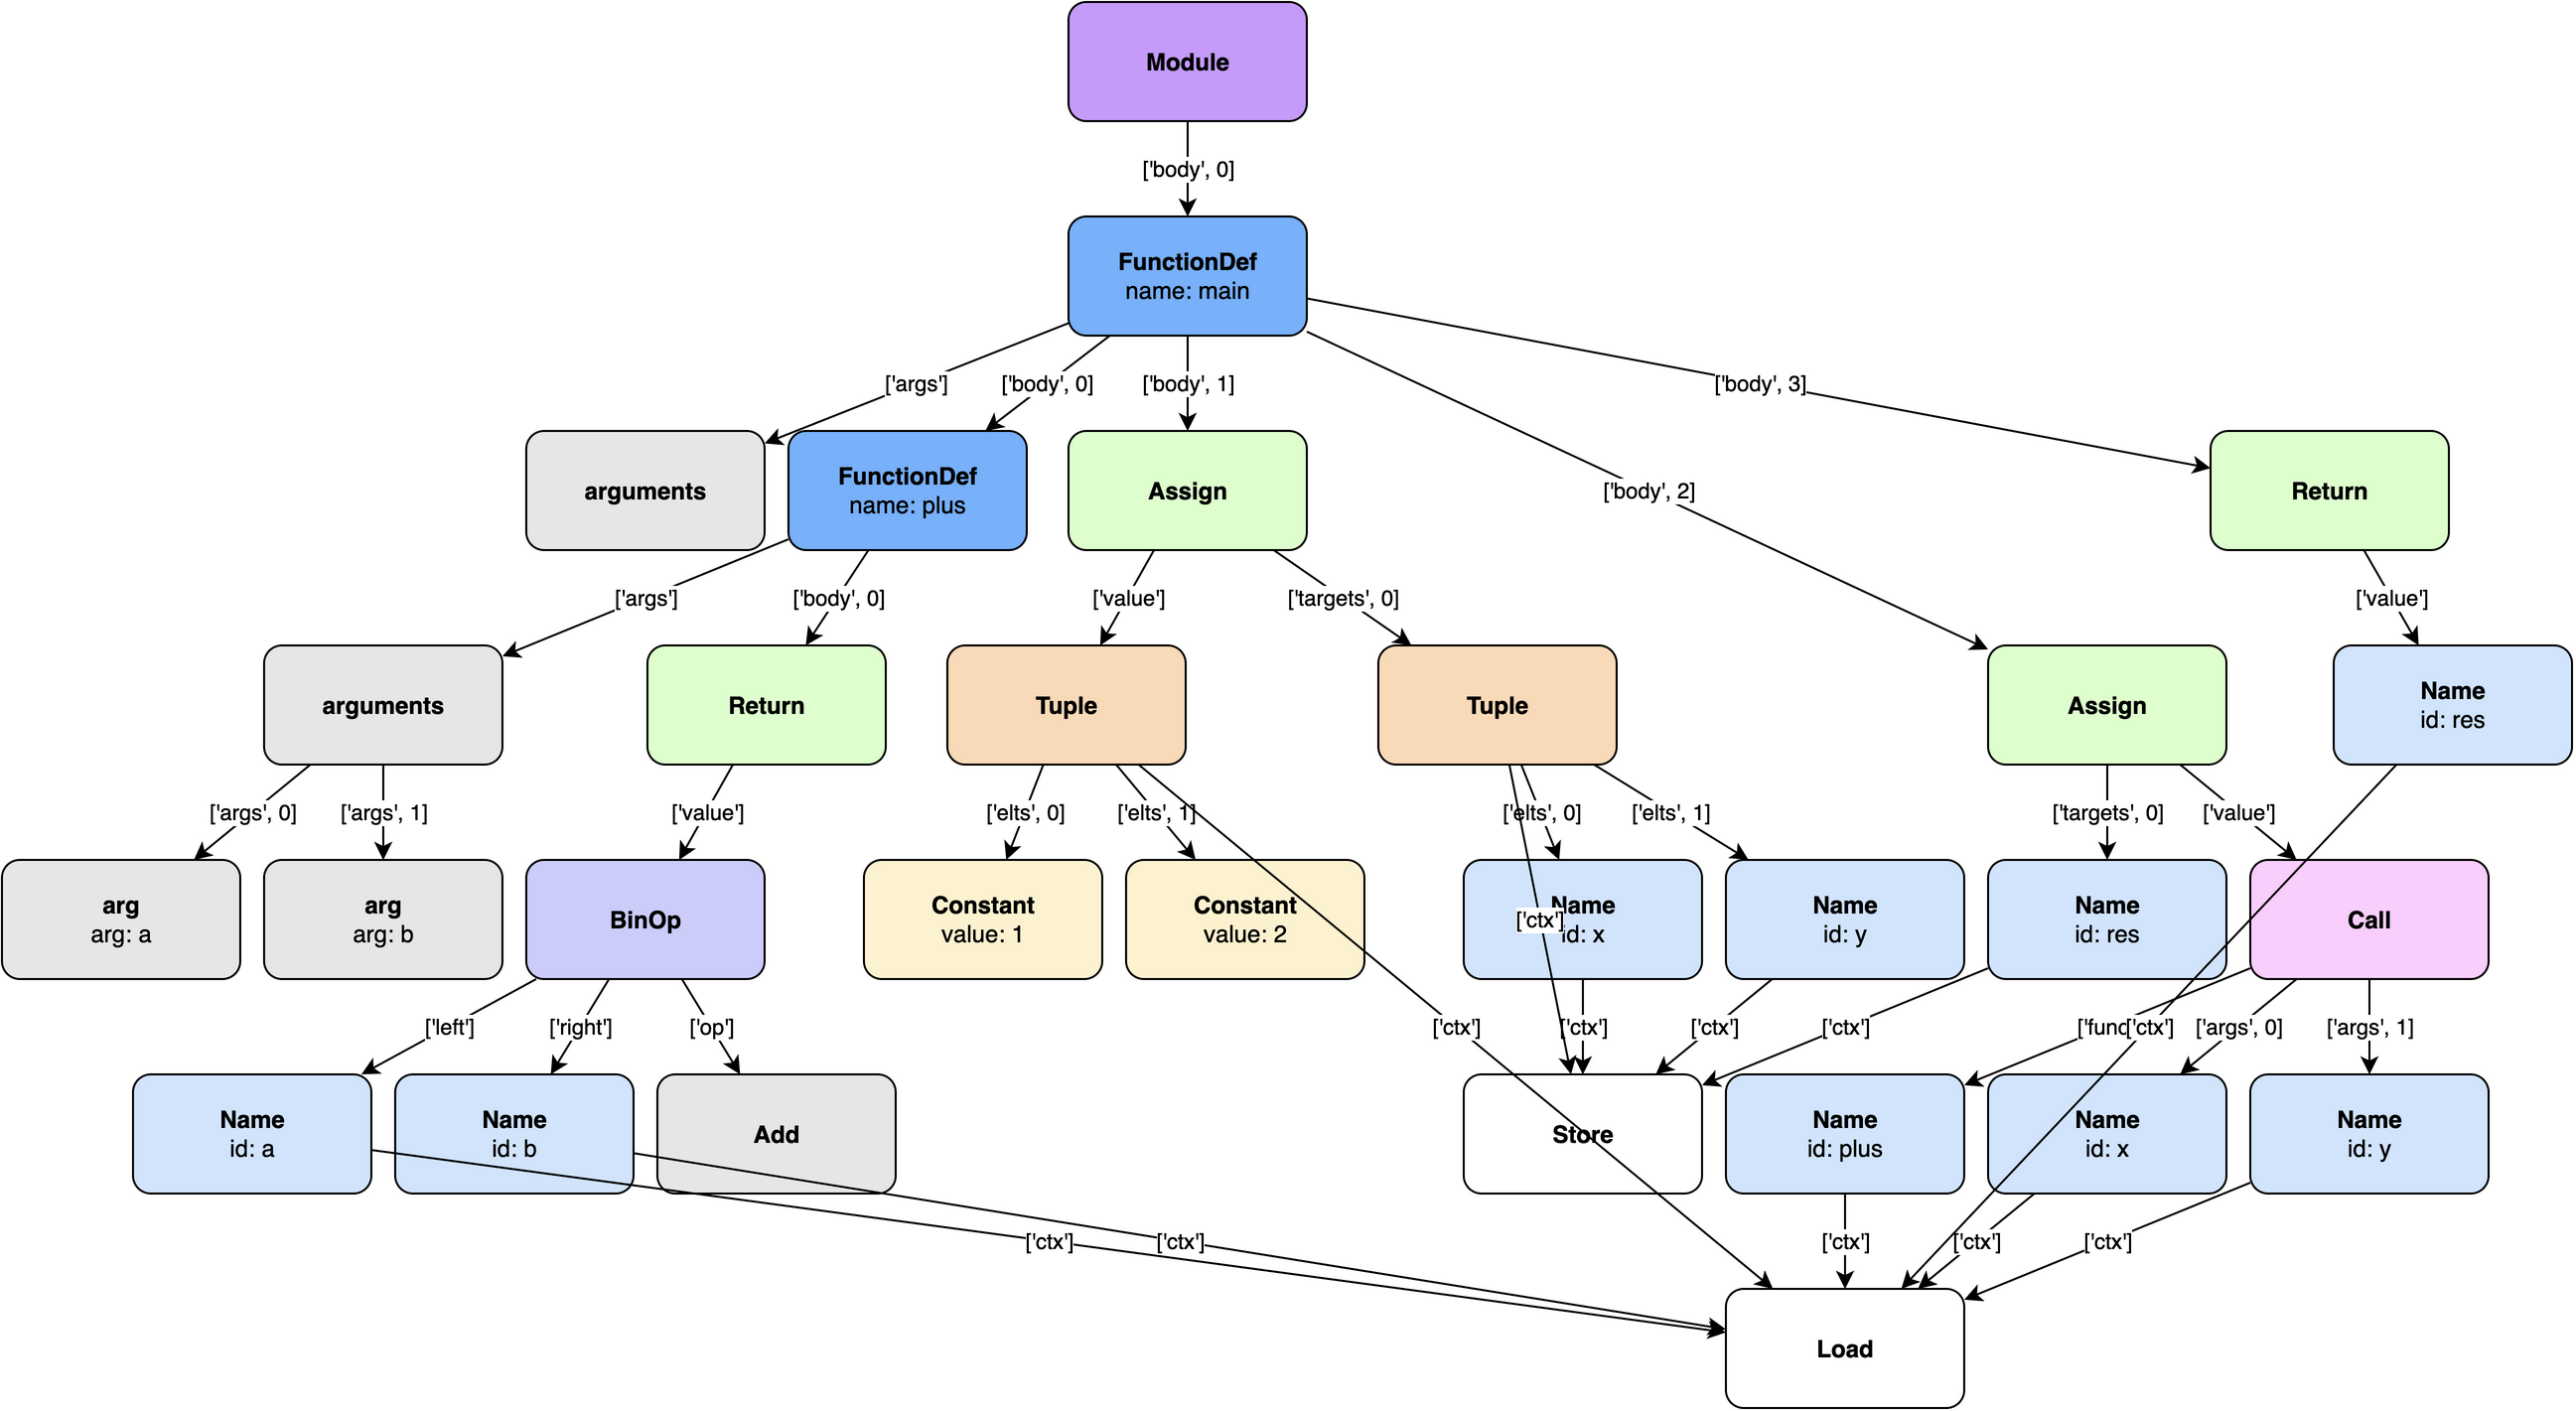 Module
['body', 0]
FunctionDef
name: main
['args']
['body', 0]
['body', 1]
['body', 3]
['body', 2]
arguments
FunctionDef
name: plus
Assign
Return
['args']
['body', 0]
['value']
['targets', 0]
['value']
arguments
Return
Tuple
Tuple
Assign
Name
id: res
['args', 0]
['args', 1]
['value']
['elts', 0]
['elts', 1]
['elts', 0]
['elts', 1]
['targets', 0]
['value']
arg
arg: a
arg
arg: b
BinOp
Constant
value: 1
Constant
value: 2
['ctx']
Name
id: x
Name
id: y
Name
id: res
Call
['left']
['right']
['op']
['ctx']
['ctx']
['ctx']
['ctx']
['func
['ctx']
['args', 0]
['args', 1]
Name
id: a
Name
id: b
Add
Store
Name
id: plus
Name
id: x
Name
id: y
['ctx']
['ctx']
['ctx']
['ctx']
['ctx']
Load